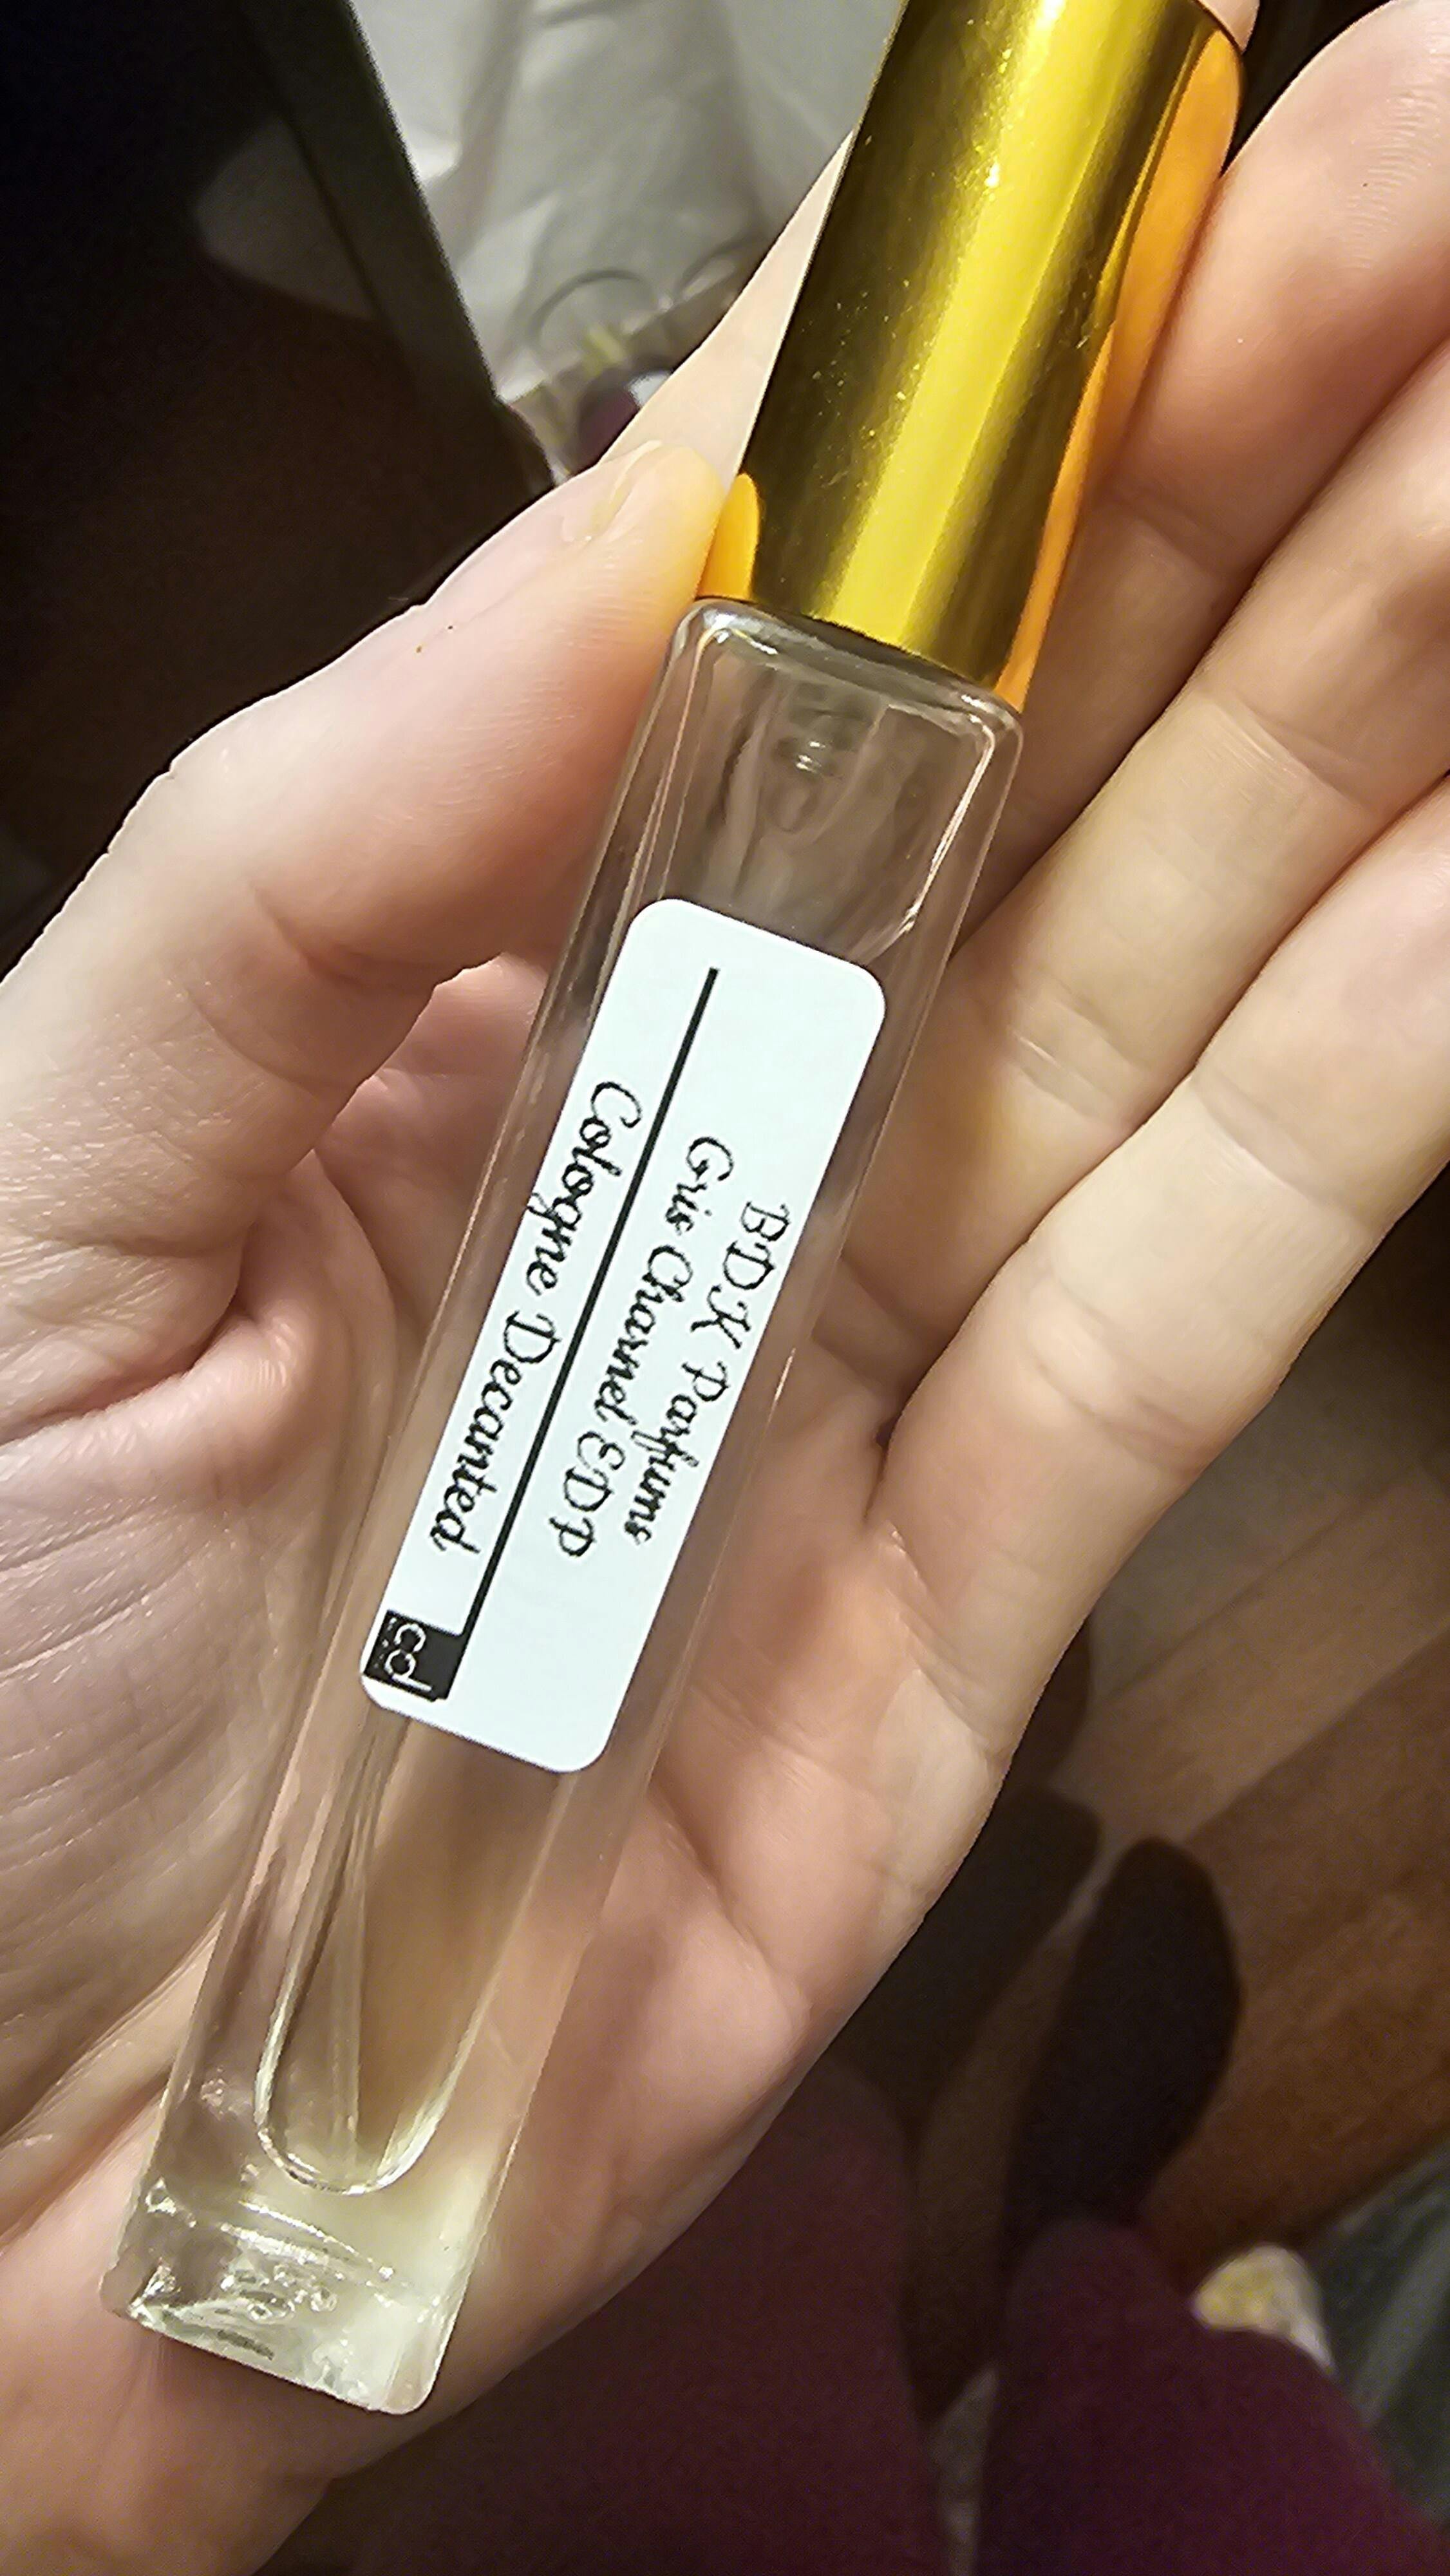 BDK Parfums
Gris Charnel EDP
Cologne Decanted
cd